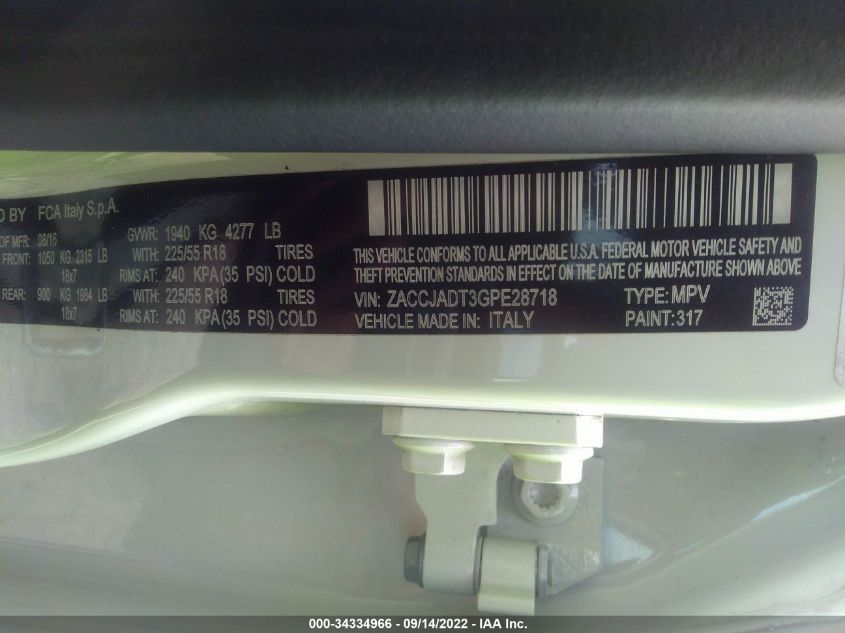 D BY FCA Italy S.p.A.
OF MFR: 08/16 GVWR: 1940 KG 4277 LB
FRONT: 1050 KG 2315 LB WITH: 225/55 R18 TIRES
18x7 RIMS AT: 240 KPA(35 PSI) COLD
REAR: 900 KG 1984 LB WITH: 225/55 R18 TIRES
18x7 RIMS AT: 240 KPA(35 PSI) COLD
THIS VEHICLE CONFORMS TO ALL APPLICABLE U.S.A. FEDERAL MOTOR VEHICLE SAFETY AND
THEFT PREVENTION STANDARDS IN EFFECT ON THE DATE OF MANUFACTURE SHOWN ABOVE
VIN: ZACCJADT3GPE28718 TYPE: MPV
VEHICLE MADE IN: ITALY PAINT: 317
000-34334966 - 09/14/2022 - IAA Inc.